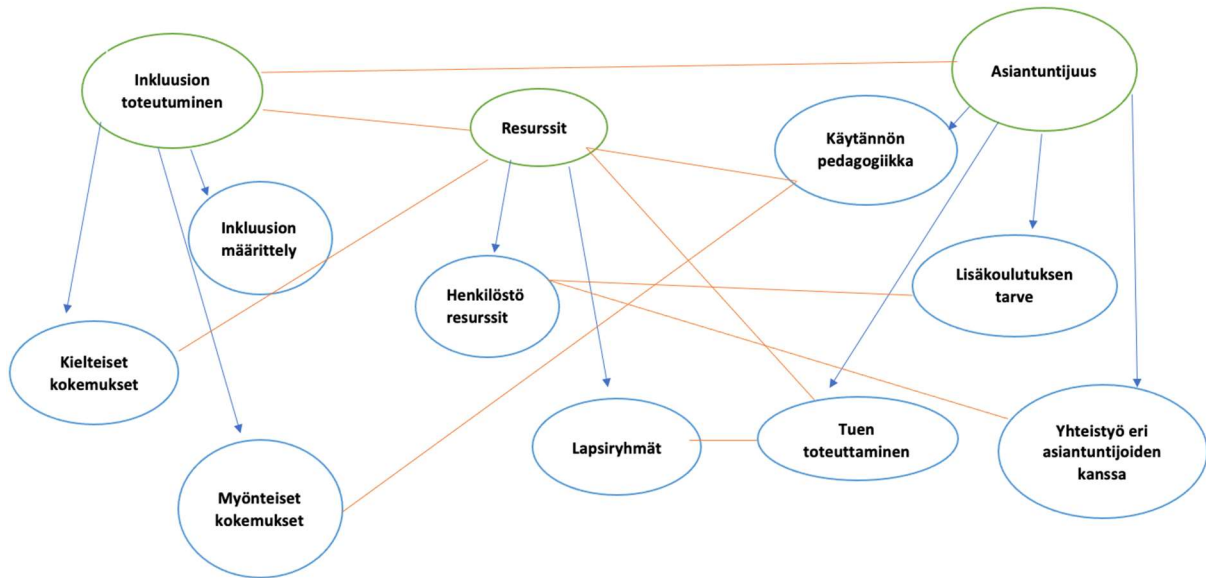 Inkluusion
toteutuminen
Resurssit
Asiantuntijuus
Käytännön
pedagogiikka
Inkluusion
määrittely
Henkilöstö
resurssit
Lisäkoulutuksen
tarve
Kielteiset
kokemukset
Lapsiryhmät
Tuen
toteuttaminen
Yhteistyö eri
asiantuntijoiden
kanssa
Myönteiset
kokemukset